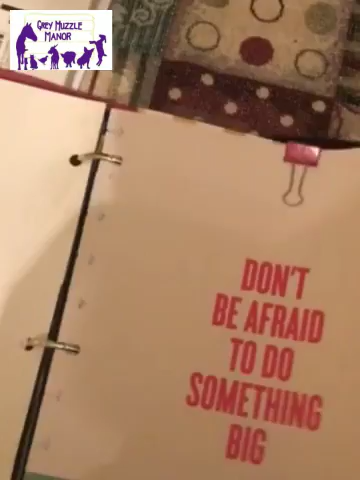 GREY MUZZLE
MANOR
DON'T
BE AFRAID
TO DO
SOMETHING
BIG